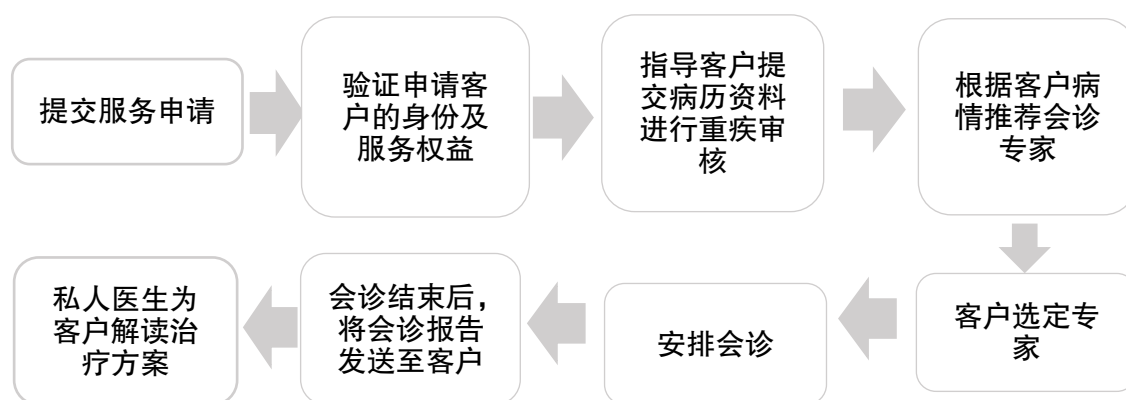 提交服务申请
验证申请客
户的身份及
服务权益
指导客户提
交病历资料
进行重疾审
核
根据客户病
情推荐会诊
专家
客户选定专
家
安排会诊
会诊结束后，
将会诊报告
发送至客户
私人医生为
客户解读治
疗方案